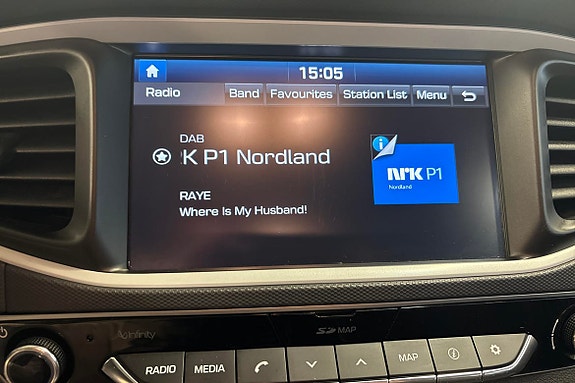 15:05
Radio Band Favourites Station List Menu
DAB
K P1 Nordland
nrk P1
Nordland
RAYE
Where Is My Husband!
Infinity
SD MAP
RADIO MEDIA MAP